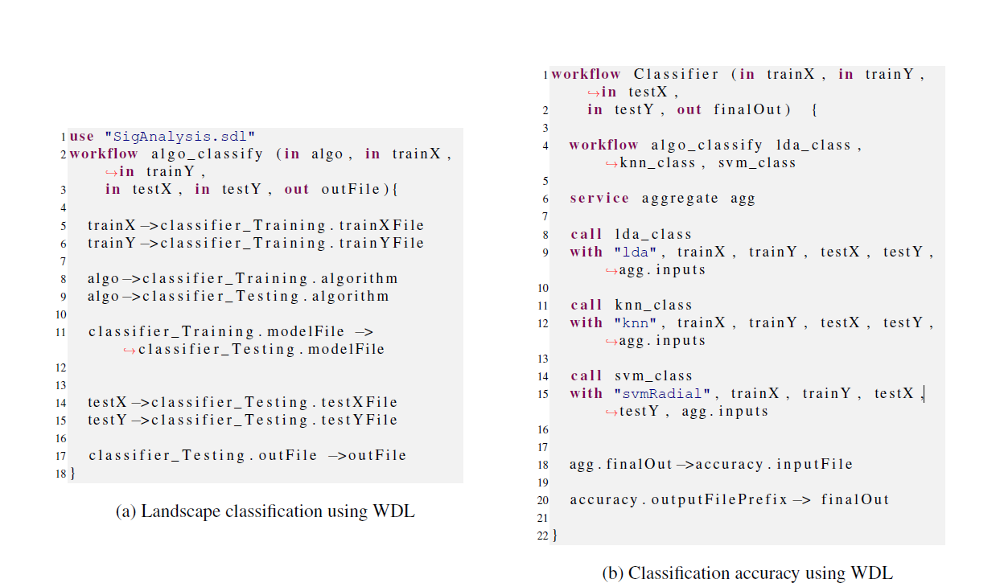 1 use "SigAnalysis.sdl"
2 workflow algo_classify (in algo, in trainX,
↪in trainY,
3 in testX, in testY, out outFile){
4
5 trainX->classifier_Training.trainXFile
6 trainY->classifier_Training.trainYFile
7
8 algo->classifier_Training.algorithm
9 algo->classifier_Testing.algorithm
10
11 classifier_Training.modelFile ->
↪classifier_Testing.modelFile
12
13
14 testX->classifier_Testing.testXFile
15 testY->classifier_Testing.testYFile
16
17 classifier_Testing.outFile ->outFile
18 }
(a) Landscape classification using WDL
1 workflow Classifier (in trainX, in trainY,
↪in testX,
2 in testY, out finalOut) {
3
4 workflow algo_classify lda_class,
↪knn_class, svm_class
5
6 service aggregate agg
7
8 call lda_class
9 with "lda", trainX, trainY, testX, testY,
↪agg.inputs
10
11 call knn_class
12 with "knn", trainX, trainY, testX, testY,
↪agg.inputs
13
14 call svm_class
15 with "svmRadial", trainX, trainY, testX,
↪testY, agg.inputs
16
17
18 agg.finalOut->accuracy.inputFile
19
20 accuracy.outputFilePrefix-> finalOut
21
22 }
(b) Classification accuracy using WDL